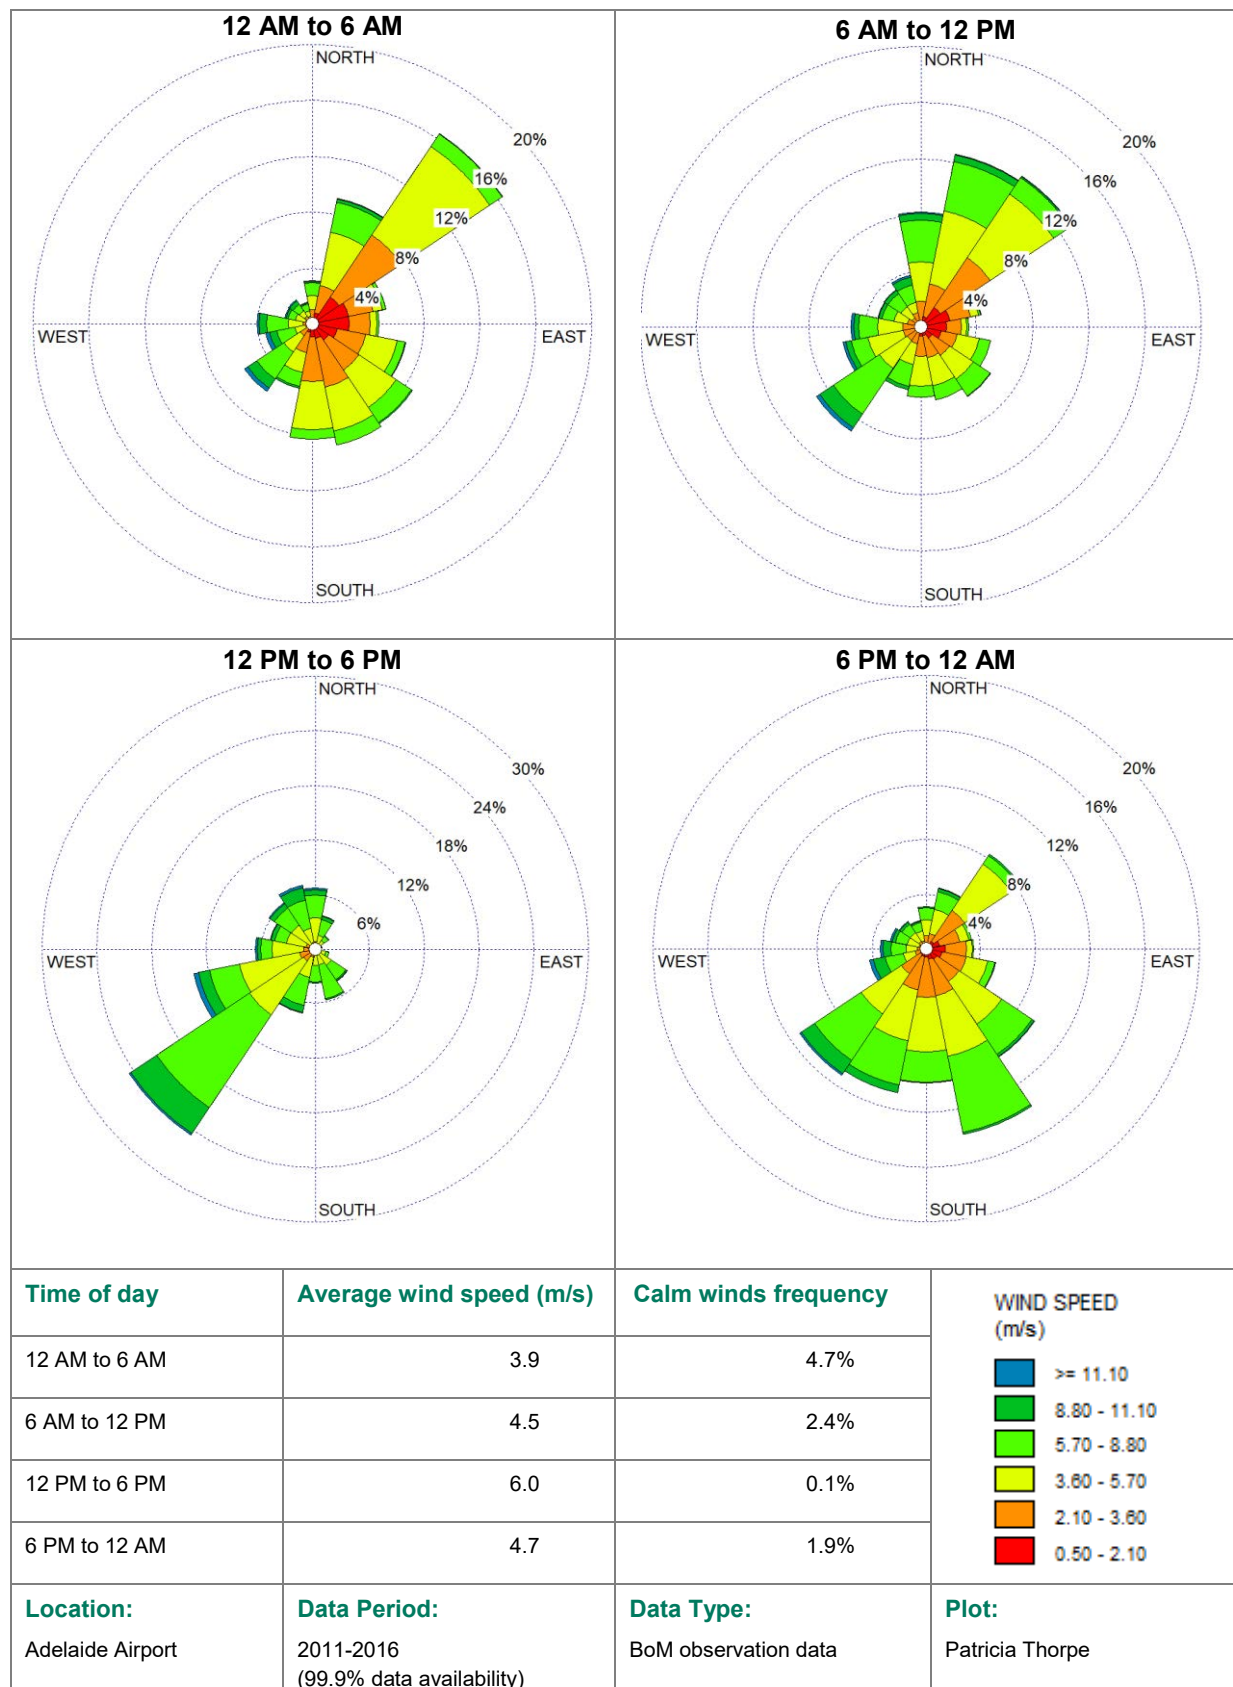 12 AM to 6 AM
NORTH
20%
16%
12%
8%
4%
WEST
EAST
SOUTH
6 AM to 12 PM
NORTH
20%
16%
12%
8%
4%
WEST
EAST
SOUTH
12 PM to 6 PM
NORTH
30%
24%
18%
12%
6%
WEST
EAST
SOUTH
6 PM to 12 AM
NORTH
20%
16%
12%
8%
4%
WEST
EAST
SOUTH
Time of day Average wind speed (m/s) Calm winds frequency
12 AM to 6 AM 3.9 4.7%
6 AM to 12 PM 4.5 2.4%
12 PM to 6 PM 6.0 0.1%
6 PM to 12 AM 4.7 1.9%
WIND SPEED
(m/s)
>= 11.10
8.80 - 11.10
5.70 - 8.80
3.60 - 5.70
2.10 - 3.60
0.50 - 2.10
Location: Data Period: Data Type: Plot:
Adelaide Airport 2011-2016 BoM observation data Patricia Thorpe
(99.9% data availability)